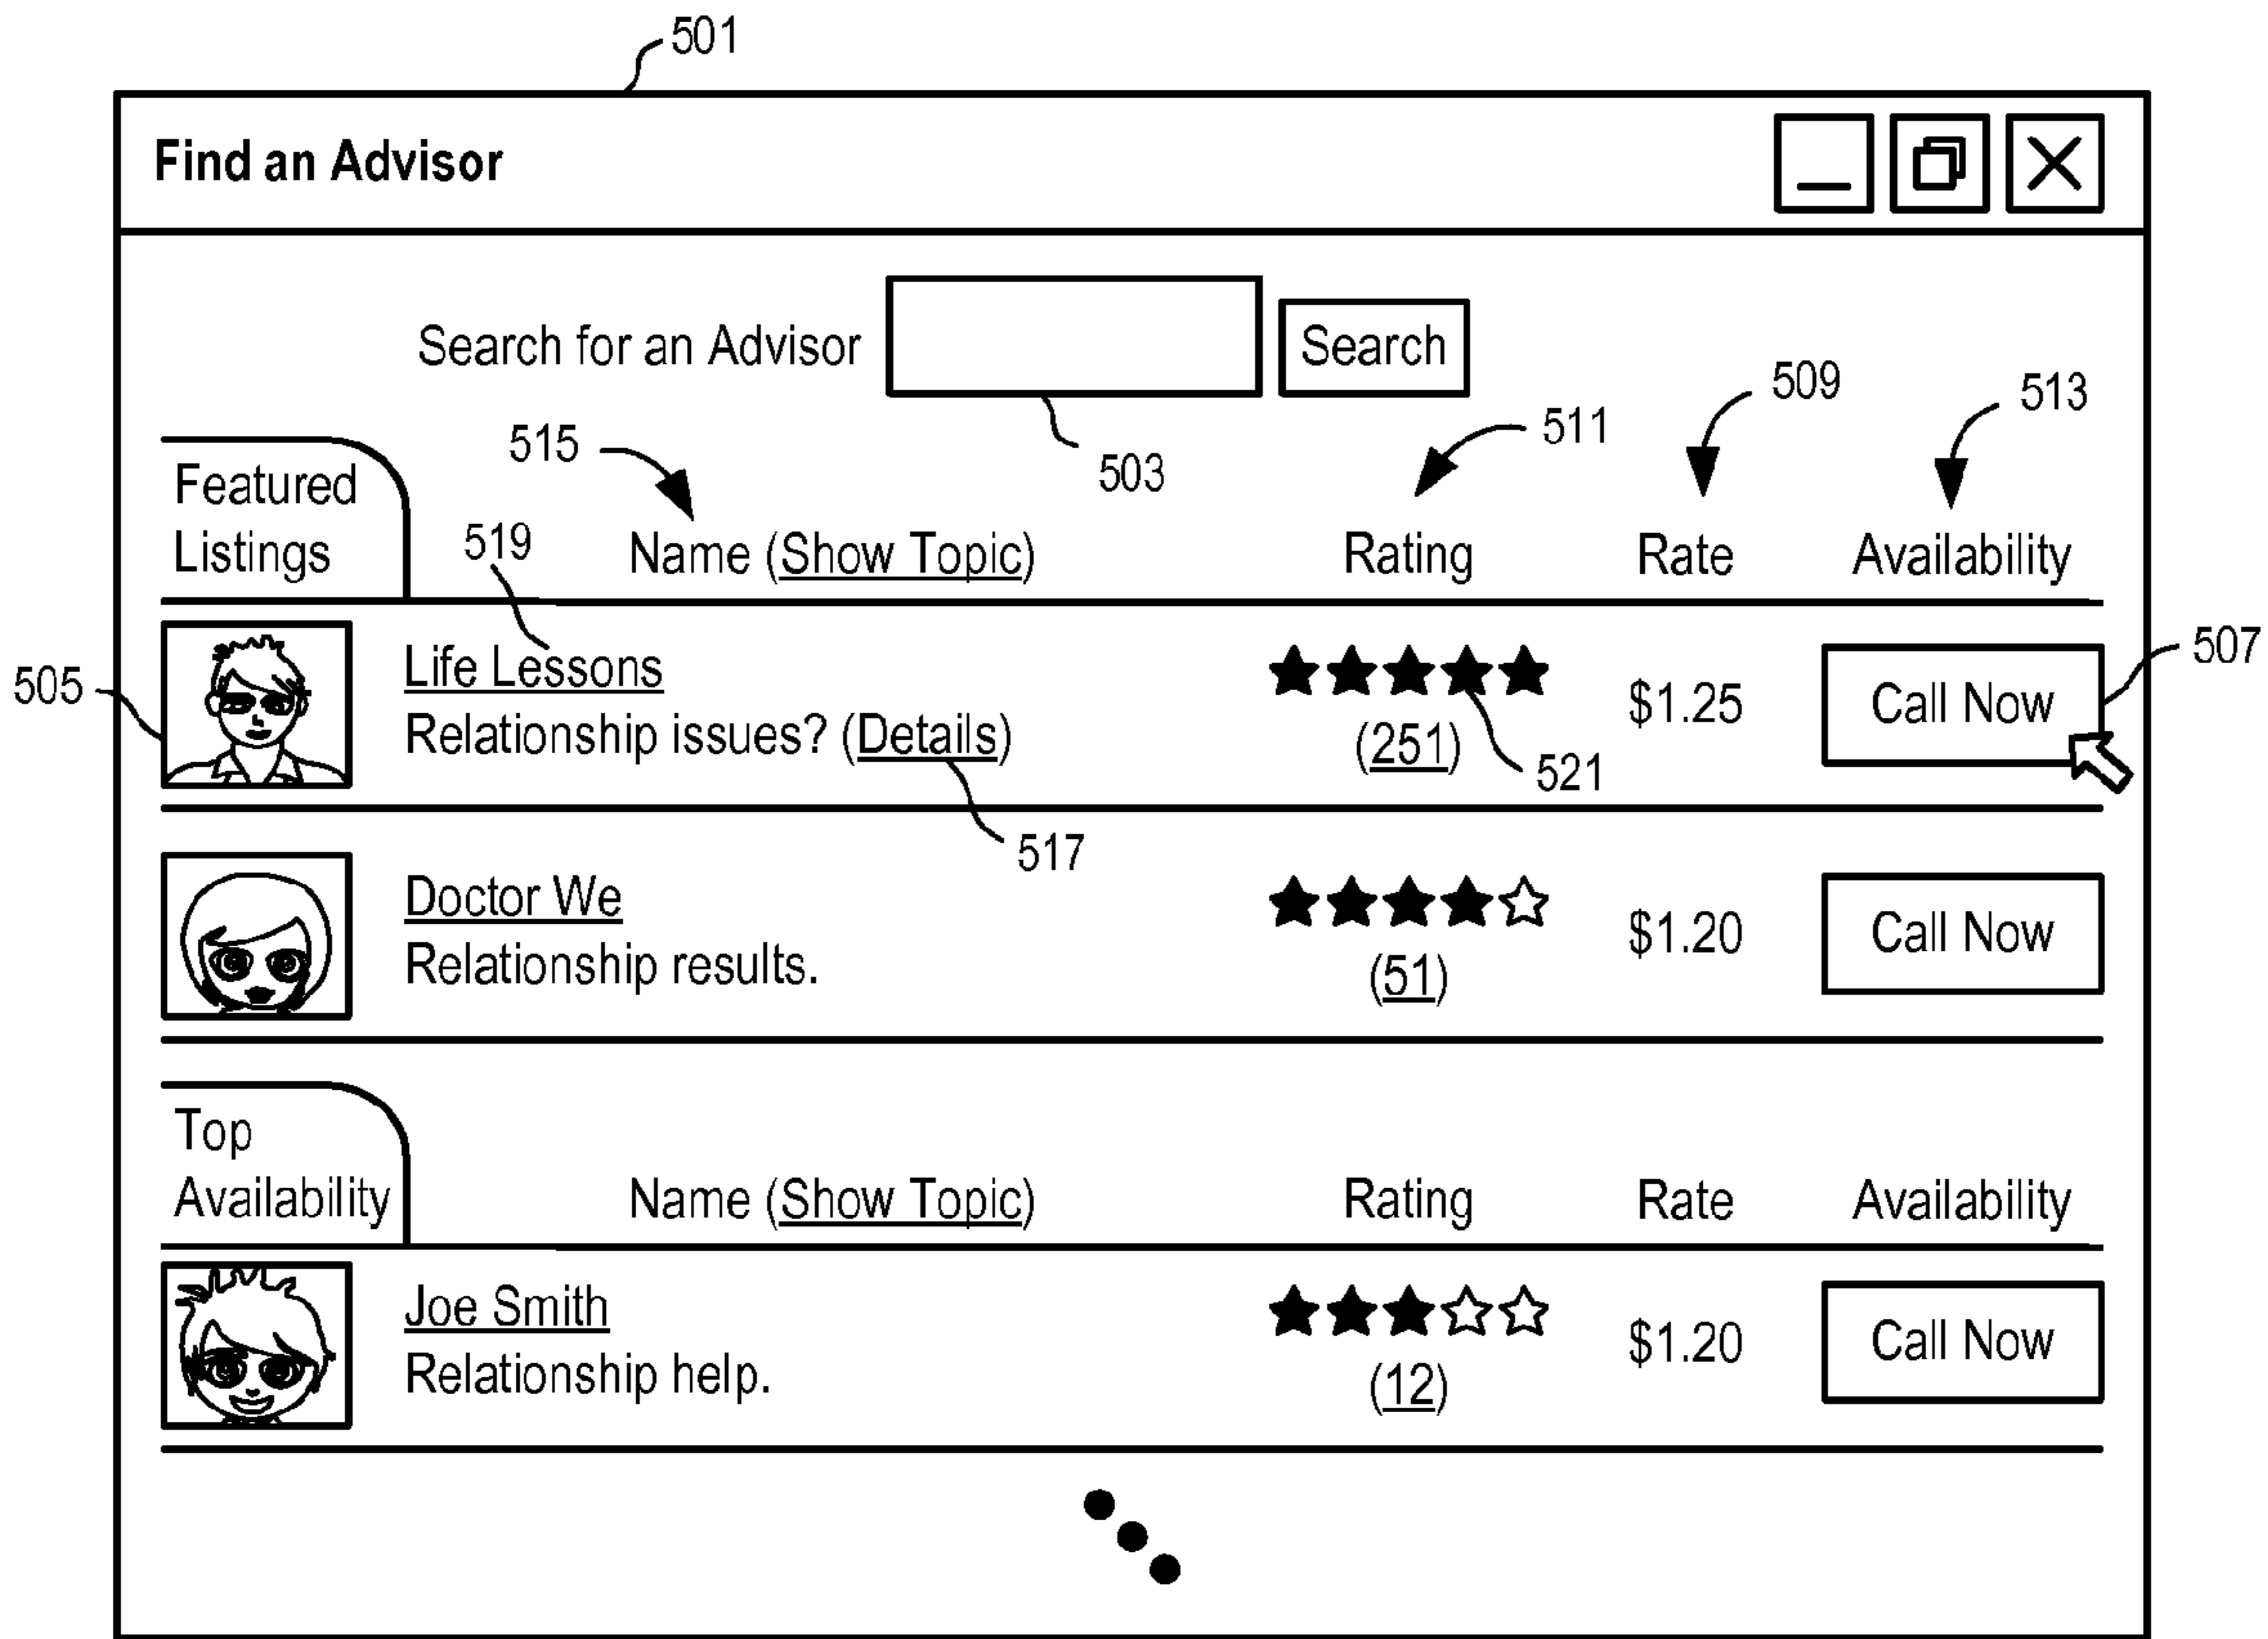 501
Find an Advisor
Search for an Advisor
Search
503
515
511
509
513
Featured
Listings
519
Name (Show Topic)
Rating
Rate
Availability
505
Life Lessons
Relationship issues? (Details)
(251)
521
$1.25
Call Now
507
517
Doctor We
Relationship results.
(51)
$1.20
Call Now
Top
Availability
Name (Show Topic)
Rating
Rate
Availability
Joe Smith
Relationship help.
(12)
$1.20
Call Now